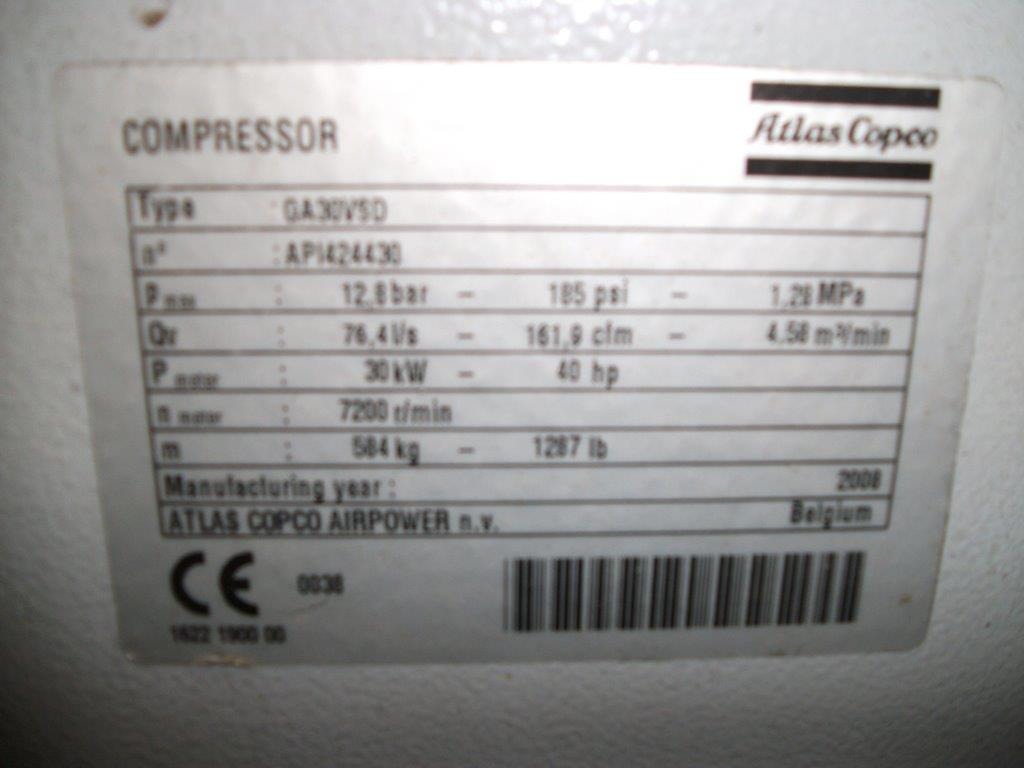 COMPRESSOR
Atlas Copco
Type : GA30VSD
n° : API424430
P max : 12,8 bar – 185 psi – 1,28 MPa
Qv : 76,4 l/s – 161,9 cfm – 4,58 m³/min
P motor : 30 kW – 40 hp
n motor : 7200 r/min
m : 584 kg – 1287 lb
Manufacturing year : 2008
ATLAS COPCO AIRPOWER n.v. Belgium
CE 0038
1622 1900 00